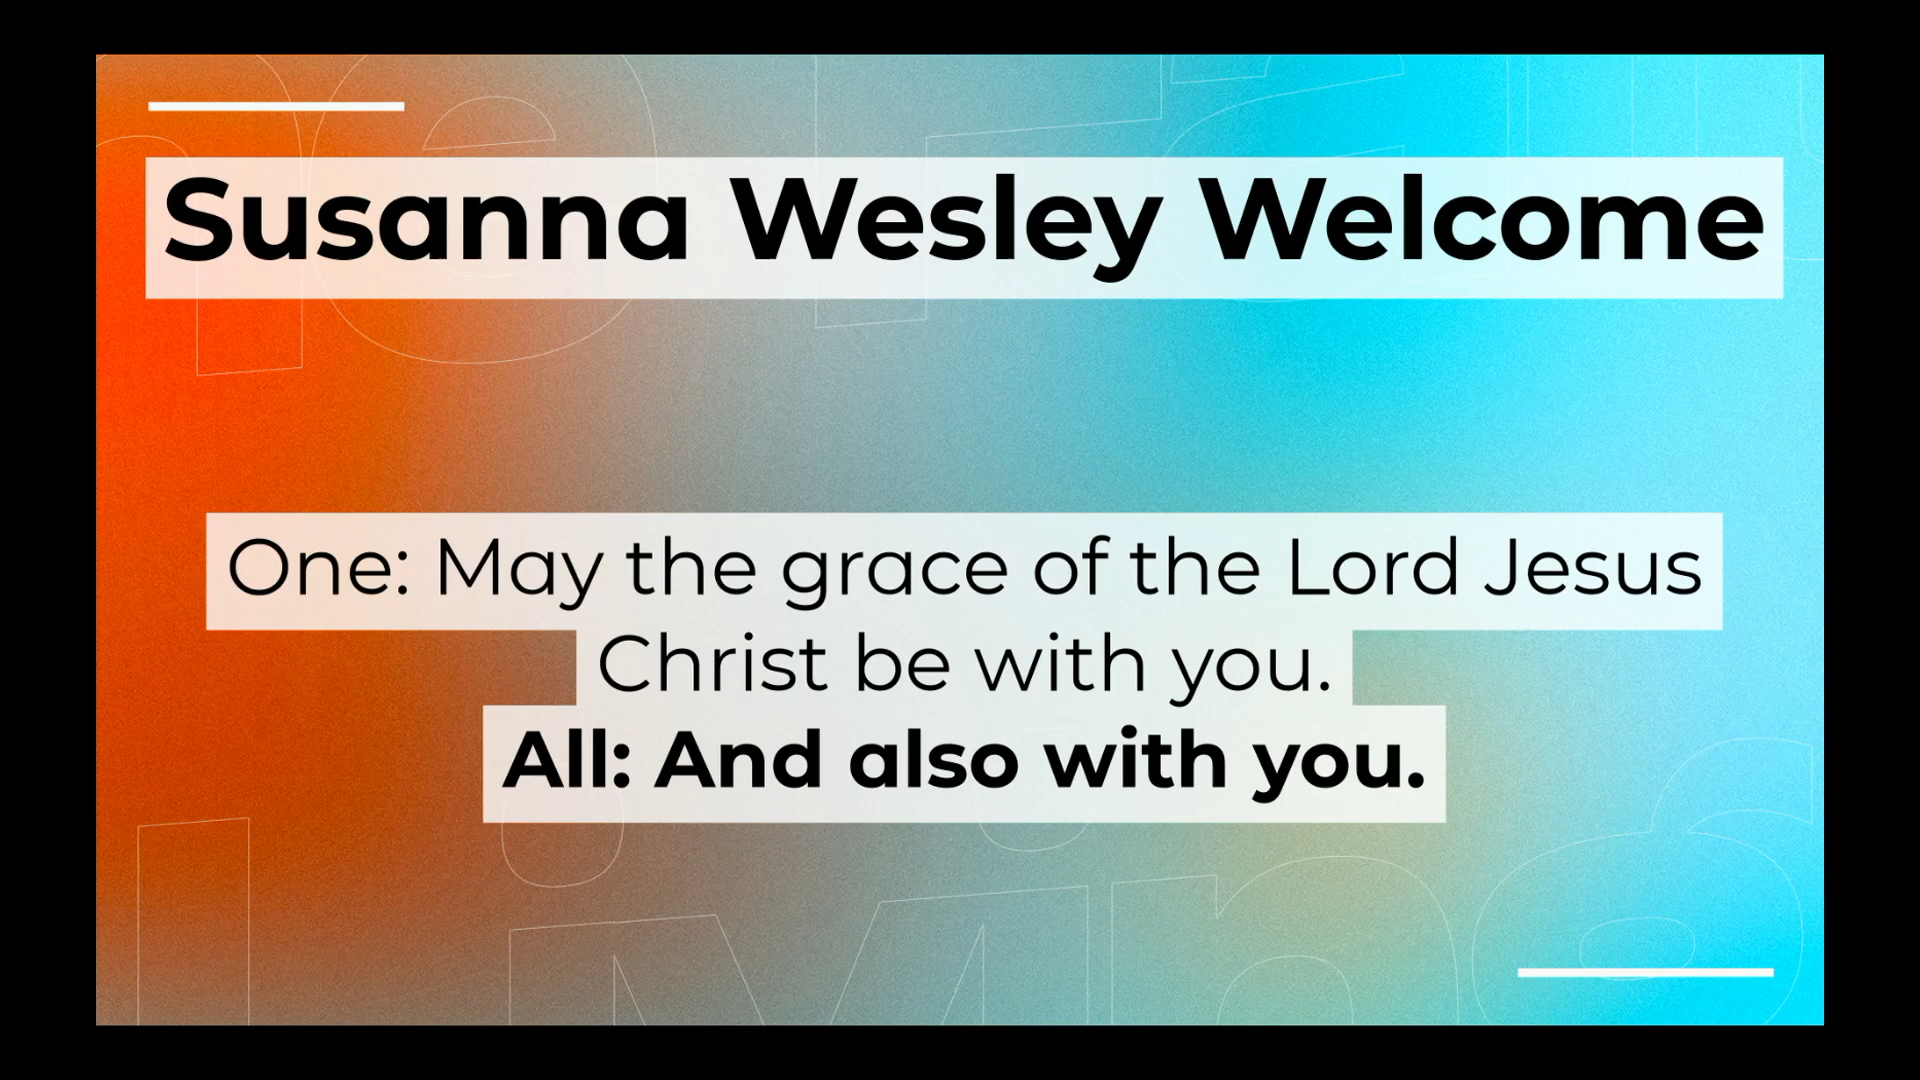 Susanna Wesley Welcome
One: May the grace of the Lord Jesus
Christ be with you.
All: And also with you.